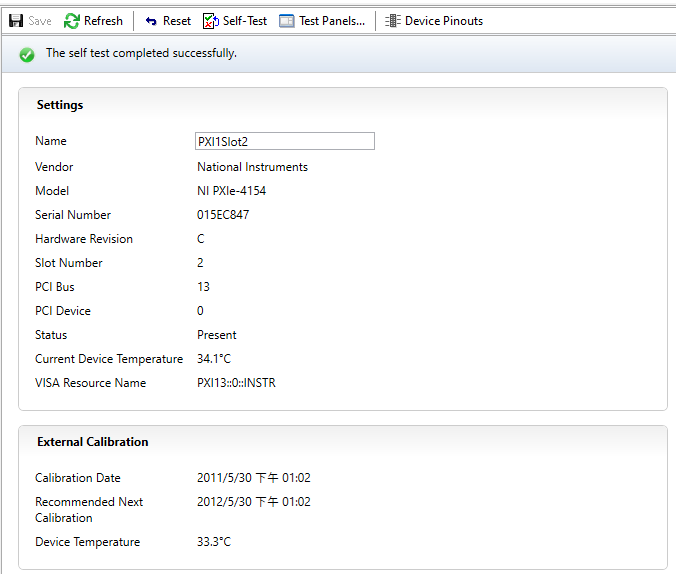 Save Refresh Reset Self-Test Test Panels... Device Pinouts
The self test completed successfully.
Settings
Name PXI1Slot2
Vendor National Instruments
Model NI PXIe-4154
Serial Number 015EC847
Hardware Revision C
Slot Number 2
PCI Bus 13
PCI Device 0
Status Present
Current Device Temperature 34.1°C
VISA Resource Name PXI13::0::INSTR
External Calibration
Calibration Date 2011/5/30 下午 01:02
Recommended Next 2012/5/30 下午 01:02
Calibration
Device Temperature 33.3°C